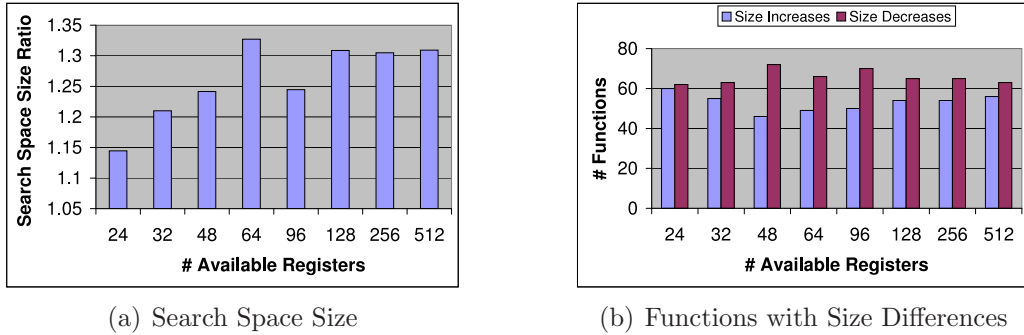 Search Space Size Ratio
1.35
1.3
1.25
1.2
1.15
1.1
1.05
24 32 48 64 96 128 256 512
# Available Registers
(a) Search Space Size
Size Increases Size Decreases
# Functions
80
60
40
20
0
24 32 48 64 96 128 256 512
# Available Registers
(b) Functions with Size Differences